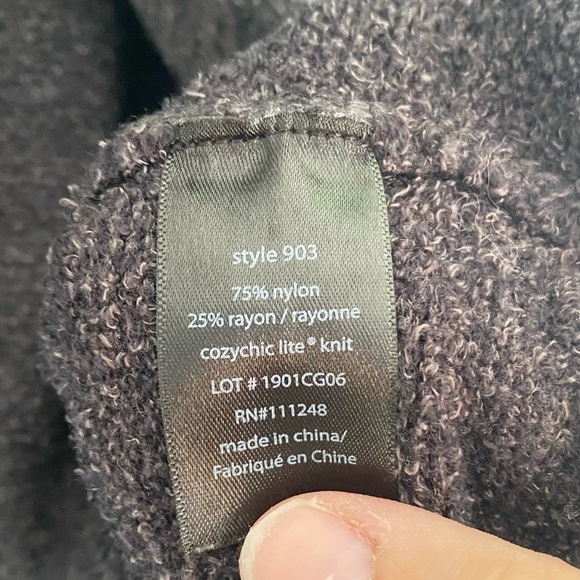 style 903
75% nylon
25% rayon / rayonne
cozychic lite® knit
LOT # 1901CG06
RN#111248
made in china/
Fabriqué en Chine